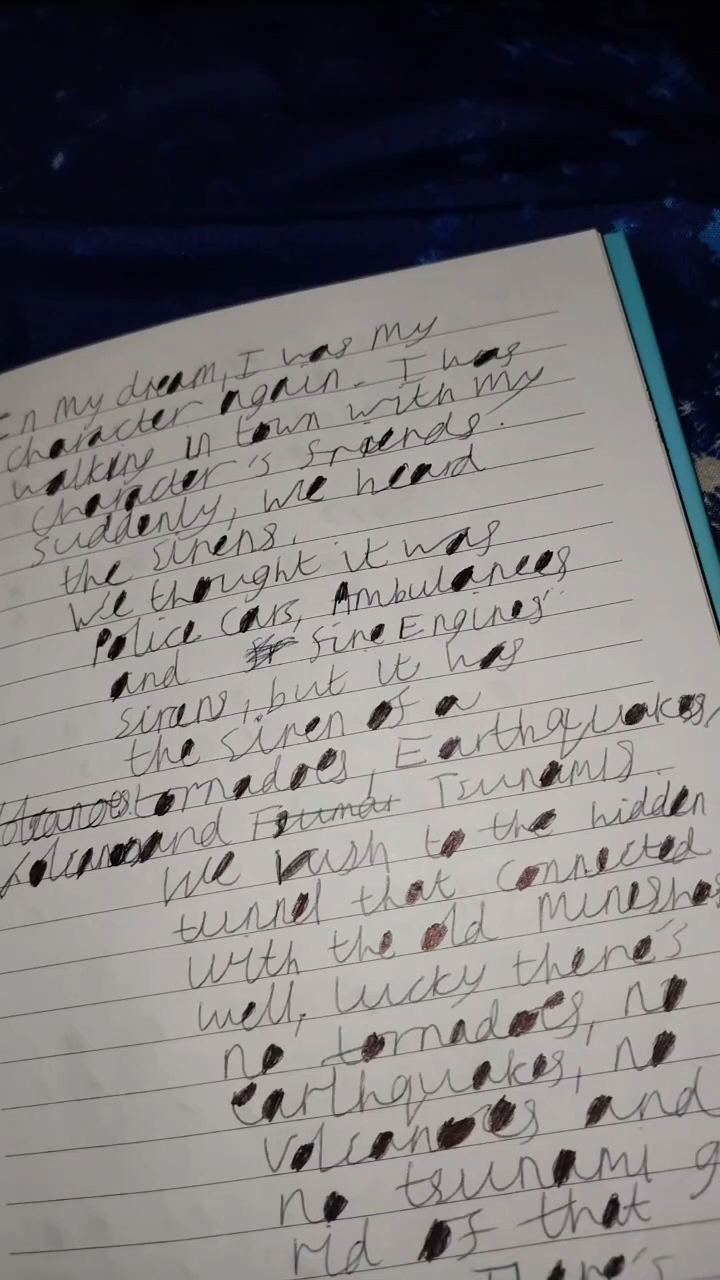 In my dream, I was my
character again. I was
walking in town with my
character's friends.
suddenly, we heard
the sirens.
We thought it was
Police Cars, Ambulances
and fire Engines
sirens, but it was
the siren of a
tornadoes, Earthquakes,
and Tsunamis.
We rush to the hidden
tunnel that connected
with the old
well, lucky there's
no tornadoes, no
earthquakes, no
volcanoes and
no tsunami
rid of that
There's